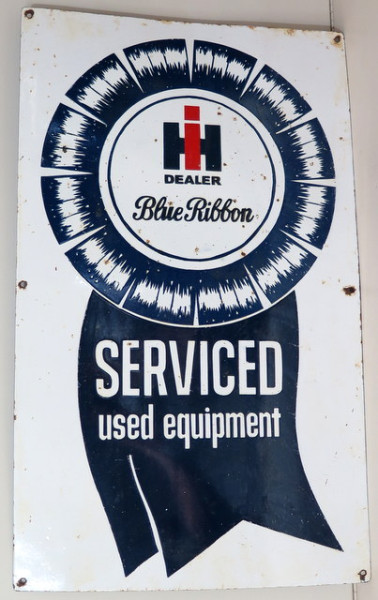 IH
DEALER
Blue Ribbon
SERVICED
used equipment